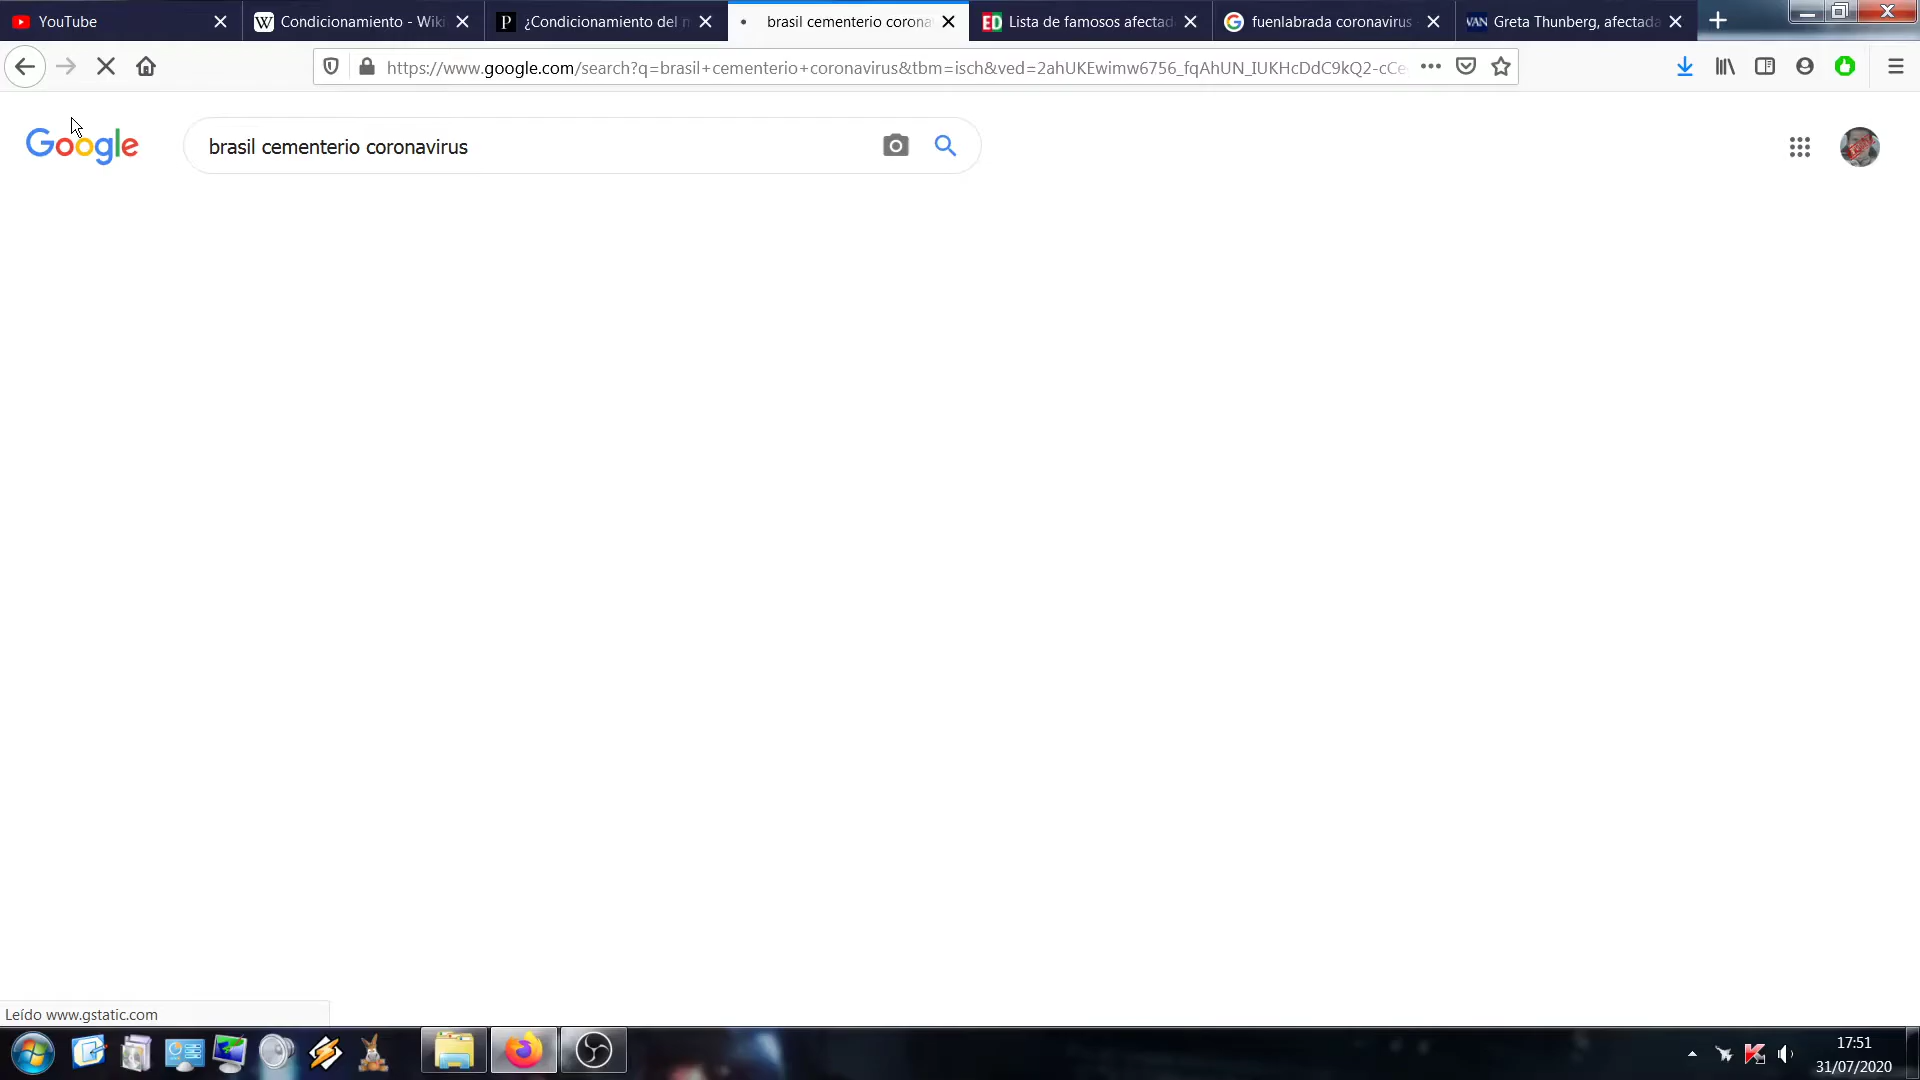 YouTube
Condicionamiento - Wiki
¿Condicionamiento del
brasil cementerio corona
ED Lista de famosos afectad
fuenlabrada coronavirus
VAN Greta Thunberg, afectada
https://www.google.com/search?q=brasil+cementerio+coronavirus&tbm=isch&ved=2ahUKEwimw6756_fqAhUN_IUKHcDdC9kQ2-cCe
Google
brasil cementerio coronavirus
Leído www.gstatic.com
17:51
31/07/2020